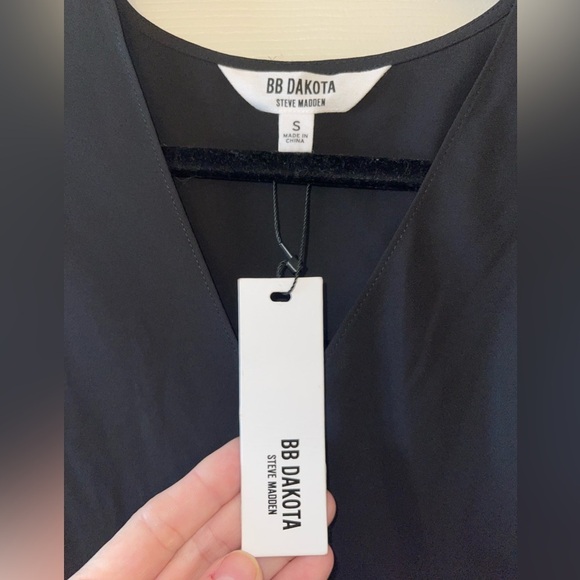 BB DAKOTA
STEVE MADDEN
S
MADE IN
CHINA
BB DAKOTA
STEVE MADDEN